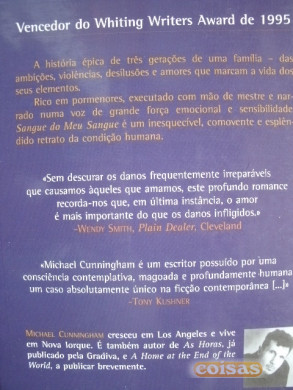 Vencedor do Whiting Writers Award de 1995
A história épica de três gerações de uma família – das
ambições, violências, desilusões e amores que marcam a vida dos
seus elementos.
Rico em pormenores, executado com mão de mestre e nar-
rado numa voz de grande força emocional e sensibilidade
Sangue do Meu Sangue é um inesquecível, comovente e esplên-
dido retrato da condição humana.
«Sem descurar os danos frequentemente irreparáveis
que causamos àqueles que amamos, este profundo romance
recorda-nos que, em última instância, o amor
é mais importante do que os danos infligidos.»
–WENDY SMITH, Plain Dealer, Cleveland
«Michael Cunningham é um escritor possuído por uma
consciência contemplativa, magoada e profundamente humana
um caso absolutamente único na ficção contemporânea [...]»
–TONY KUSHNER
MICHAEL CUNNINGHAM cresceu em Los Angeles e vive
em Nova Iorque. É também autor de As Horas, já
publicado pela Gradiva, e A Home at the End of the
World, a publicar brevemente.
coisas